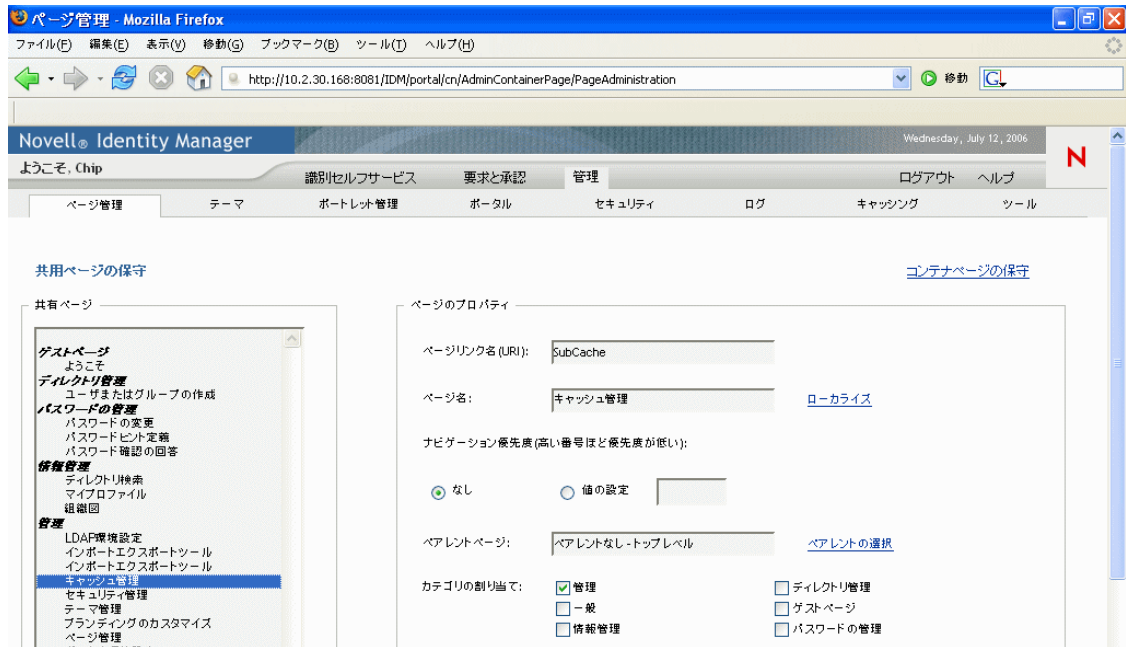 ページ管理 - Mozilla Firefox
ファイル(F) 編集(E) 表示(V) 移動(G) ブックマーク(B) ツール(T) ヘルプ(H)
http://10.2.30.168:8081/IDM/portal/cn/AdminContainerPage/PageAdministration 移動 G
Novell® Identity Manager Wednesday, July 12, 2006
N
ようこそ, Chip
識別セルフサービス 要求と承認 管理 ログアウト ヘルプ
ページ管理 テーマ ポートレット管理 ポータル セキュリティ ログ キャッシング ツール
共用ページの保守 コンテナページの保守
共有ページ
ゲストページ
ようこそ
ディレクトリ管理
ユーザまたはグループの作成
パスワードの管理
パスワードの変更
パスワードヒント定義
パスワード確認の回答
情報管理
ディレクトリ検索
マイプロファイル
組織図
管理
LDAP環境設定
インポートエクスポートツール
インポートエクスポートツール
キャッシュ管理
セキュリティ管理
テーマ管理
ブランディングのカスタマイズ
ページ管理
ページのプロパティ
ページリンク名(URI): SubCache
ページ名: キャッシュ管理 ローカライズ
ナビゲーション優先度(高い番号ほど優先度が低い):
なし 値の設定
ペアレントページ: ペアレントなし - トップレベル ペアレントの選択
カテゴリの割り当て: 管理 ディレクトリ管理
一般 ゲストページ
情報管理 パスワードの管理